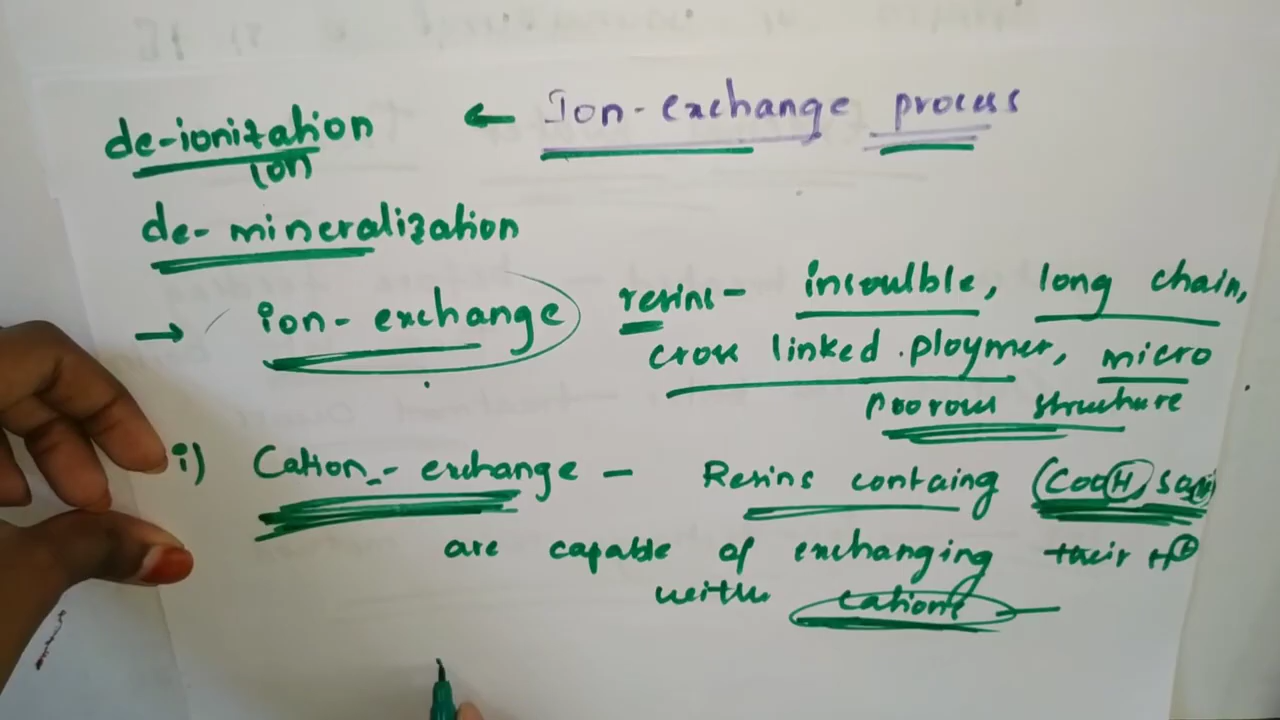 de-ionization ← Ion-exchange process
(or)
de-mineralization
→ ion-exchange resins- insoulble, long chain,
cross linked ploymer, micro
poorous structure
i) Cation-exchange - Resins containg (CooH, So3H)
are capable of exchanging their H⊕
with cations